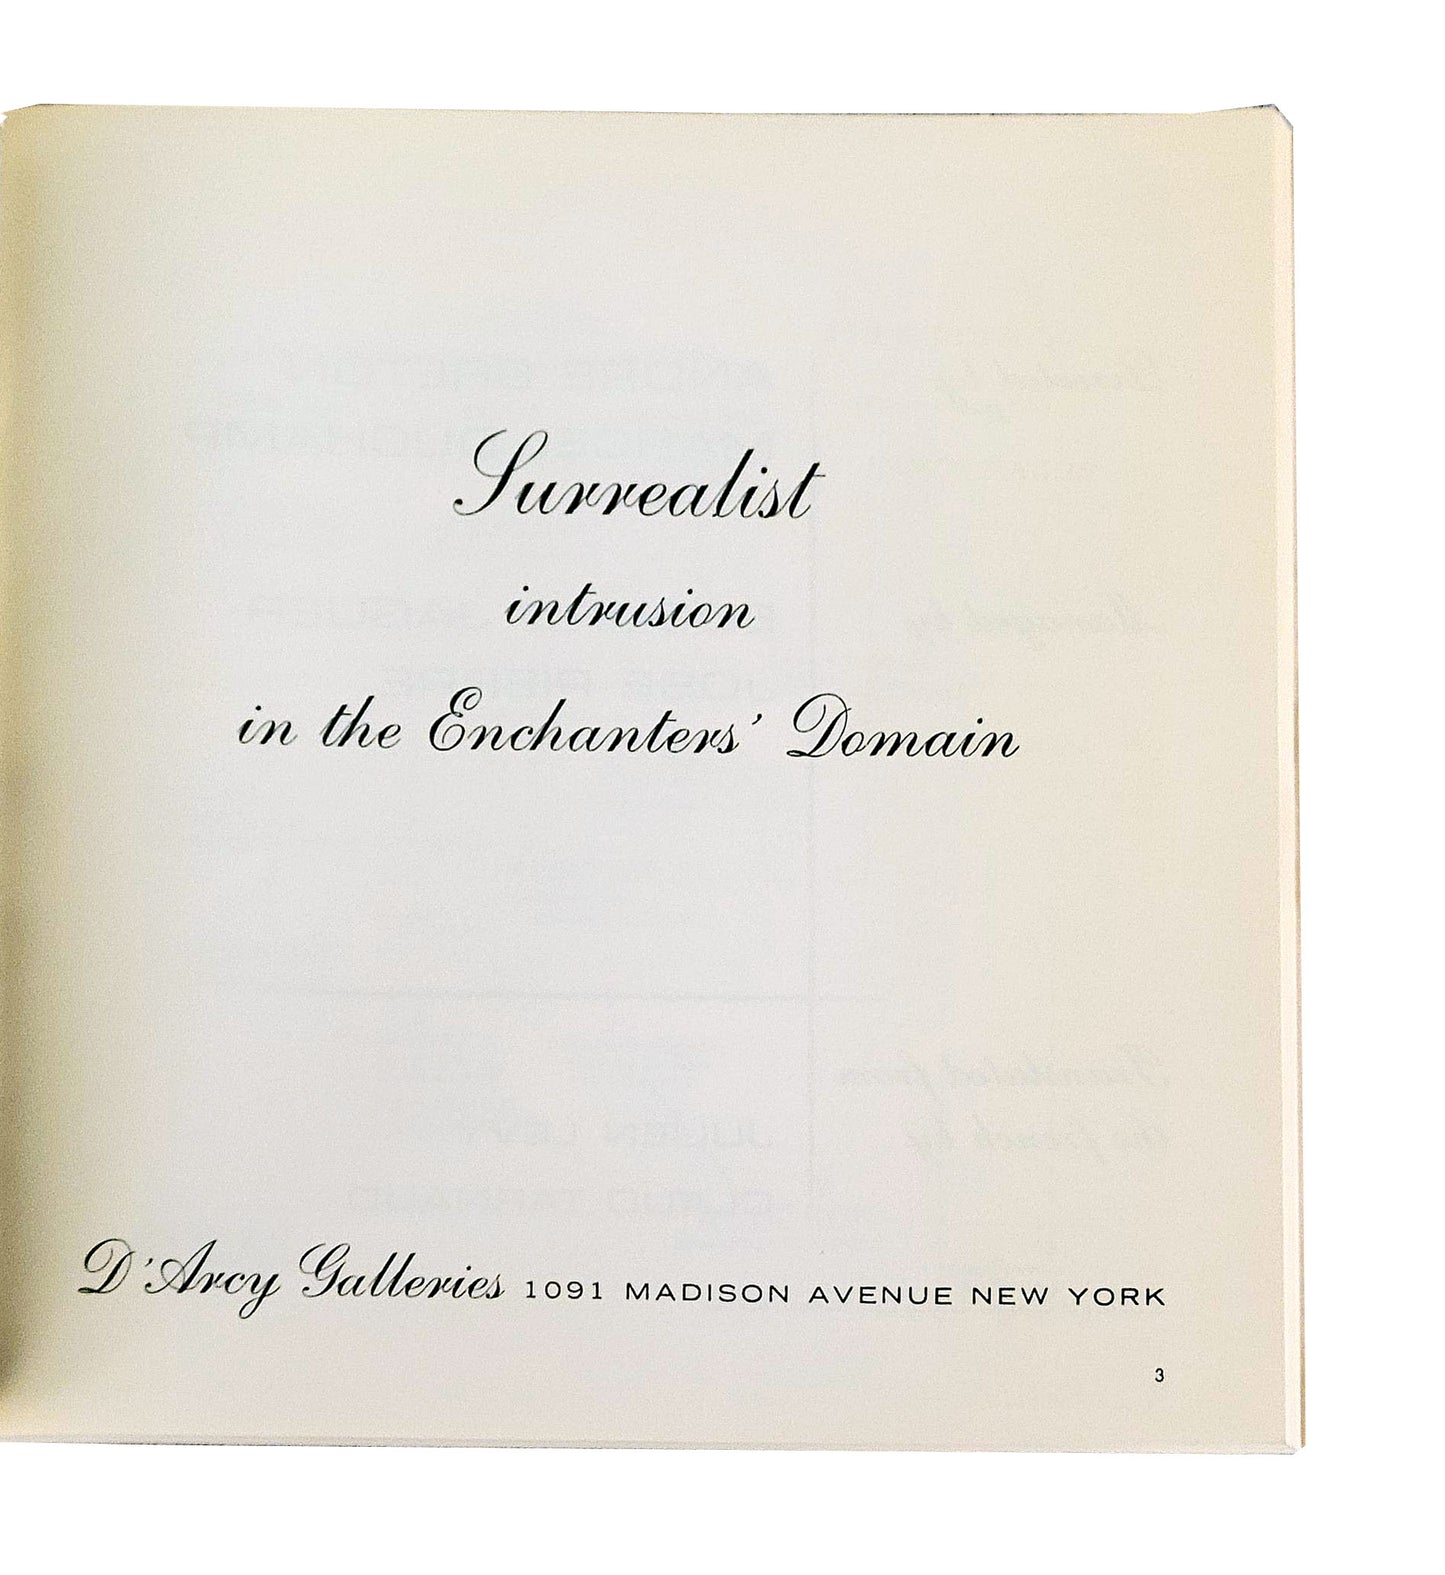 Surrealist
intrusion
in the Enchanters' Domain
D'Arcy Galleries 1091 MADISON AVENUE NEW YORK
3